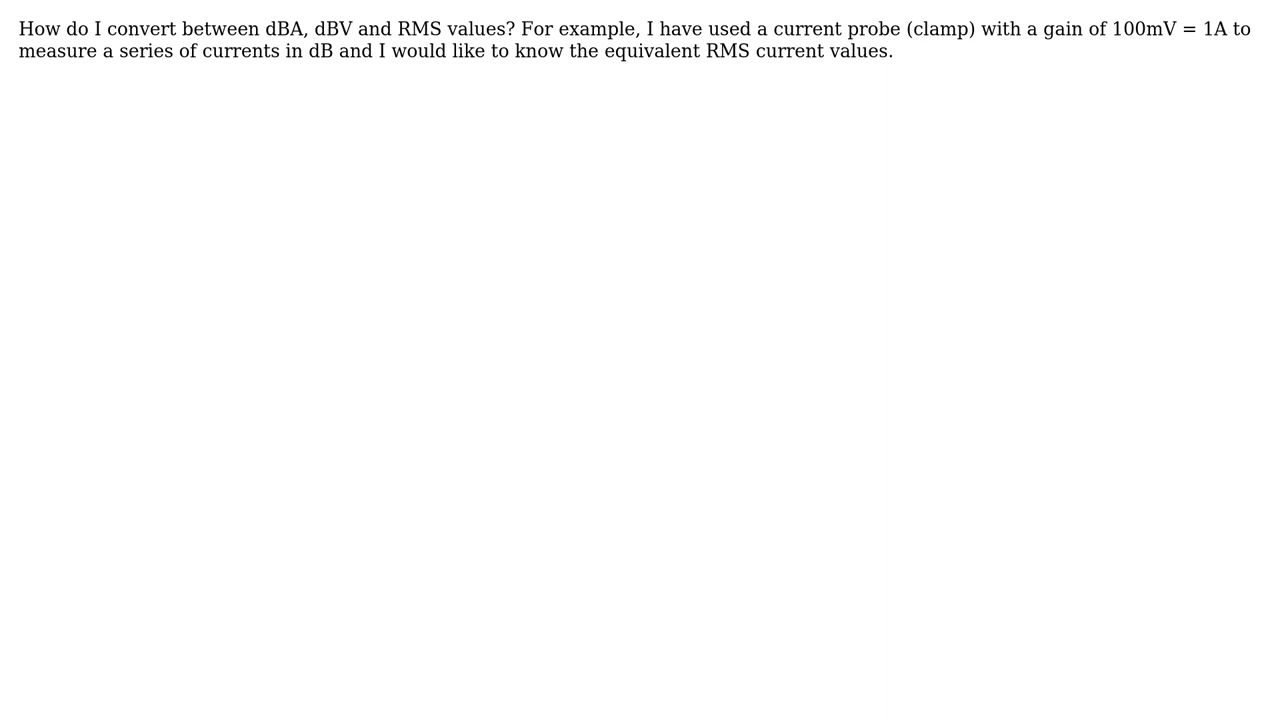 How do I convert between dBA, dBV and RMS values? For example, I have used a current probe (clamp) with a gain of 100mV = 1A to
measure a series of currents in dB and I would like to know the equivalent RMS current values.